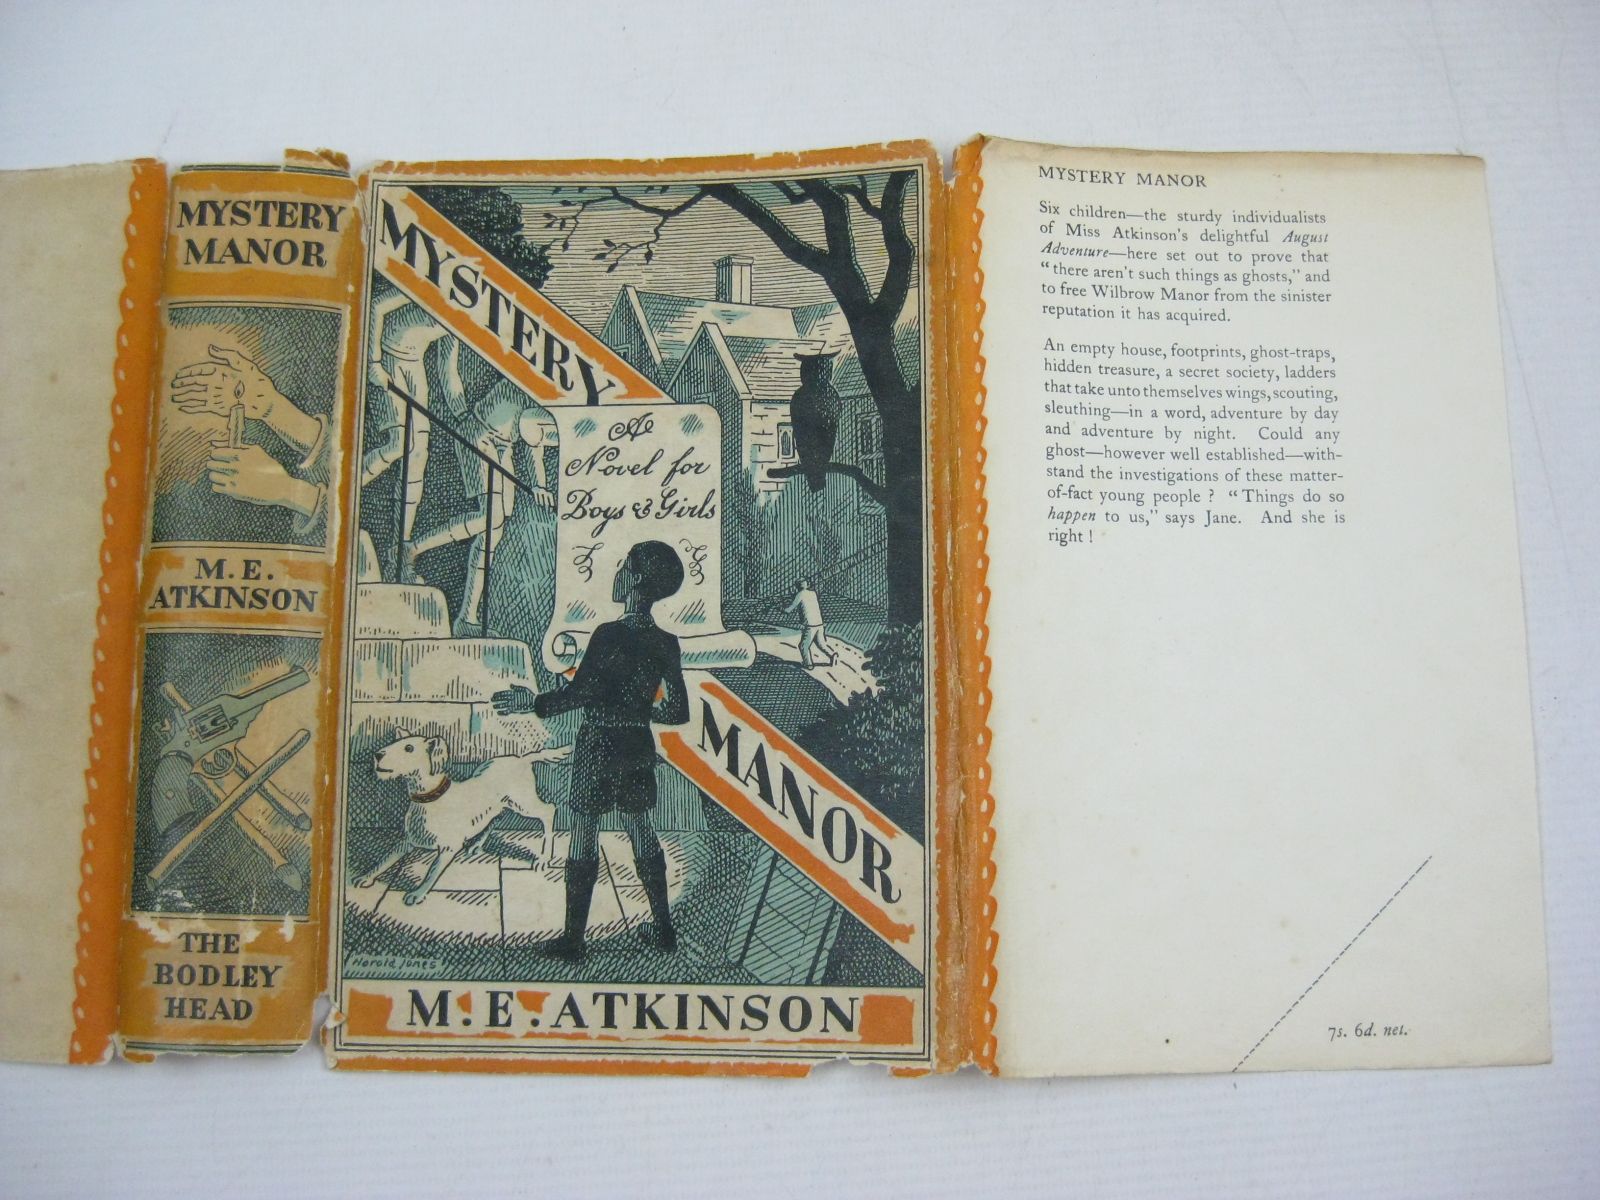 MYSTERY
MANOR
M. E.
ATKINSON
THE
BODLEY
HEAD
MYSTERY
A
Novel for
Boys & Girls
MANOR
Harold Jones
M. E. ATKINSON
MYSTERY MANOR
Six children—the sturdy individualists
of Miss Atkinson's delightful August
Adventure—here set out to prove that
"there aren't such things as ghosts," and
to free Wilbrow Manor from the sinister
reputation it has acquired.
An empty house, footprints, ghost-traps,
hidden treasure, a secret society, ladders
that take unto themselves wings, scouting,
sleuthing—in a word, adventure by day
and adventure by night. Could any
ghost—however well established—with-
stand the investigations of these matter-
of-fact young people ? "Things do so
happen to us," says Jane. And she is
right !
7s. 6d. net.